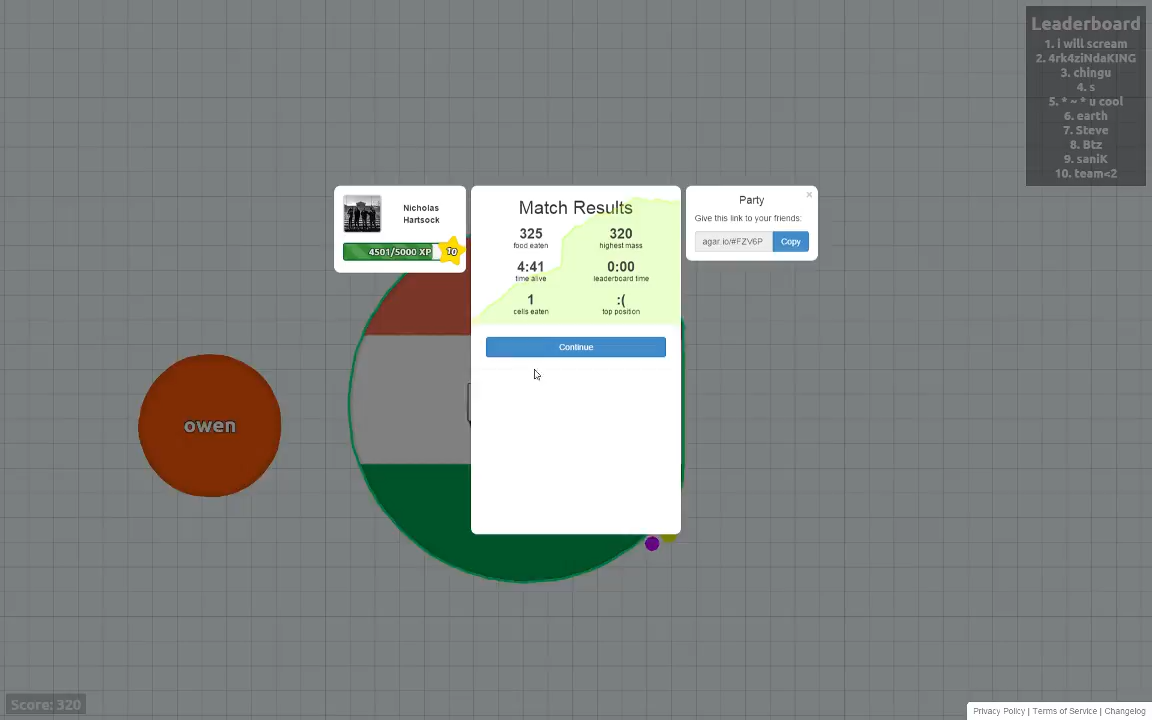 Leaderboard
1. i will scream
2. 4rk4ziNdaKING
3. chingu
4. s
5. * ~ * u cool
6. earth
7. Steve
8. Btz
9. saniK
10. team<2
Nicholas
Hartsock
4501/5000 XP
10
Match Results
325
320
food eaten
highest mass
4:41
0:00
time alive
leaderboard time
1
:(
cells eaten
top position
Continue
Party
×
Give this link to your friends:
agar.io/#FZV6P
Copy
owen
Score: 320
Privacy Policy | Terms of Service | Changelog